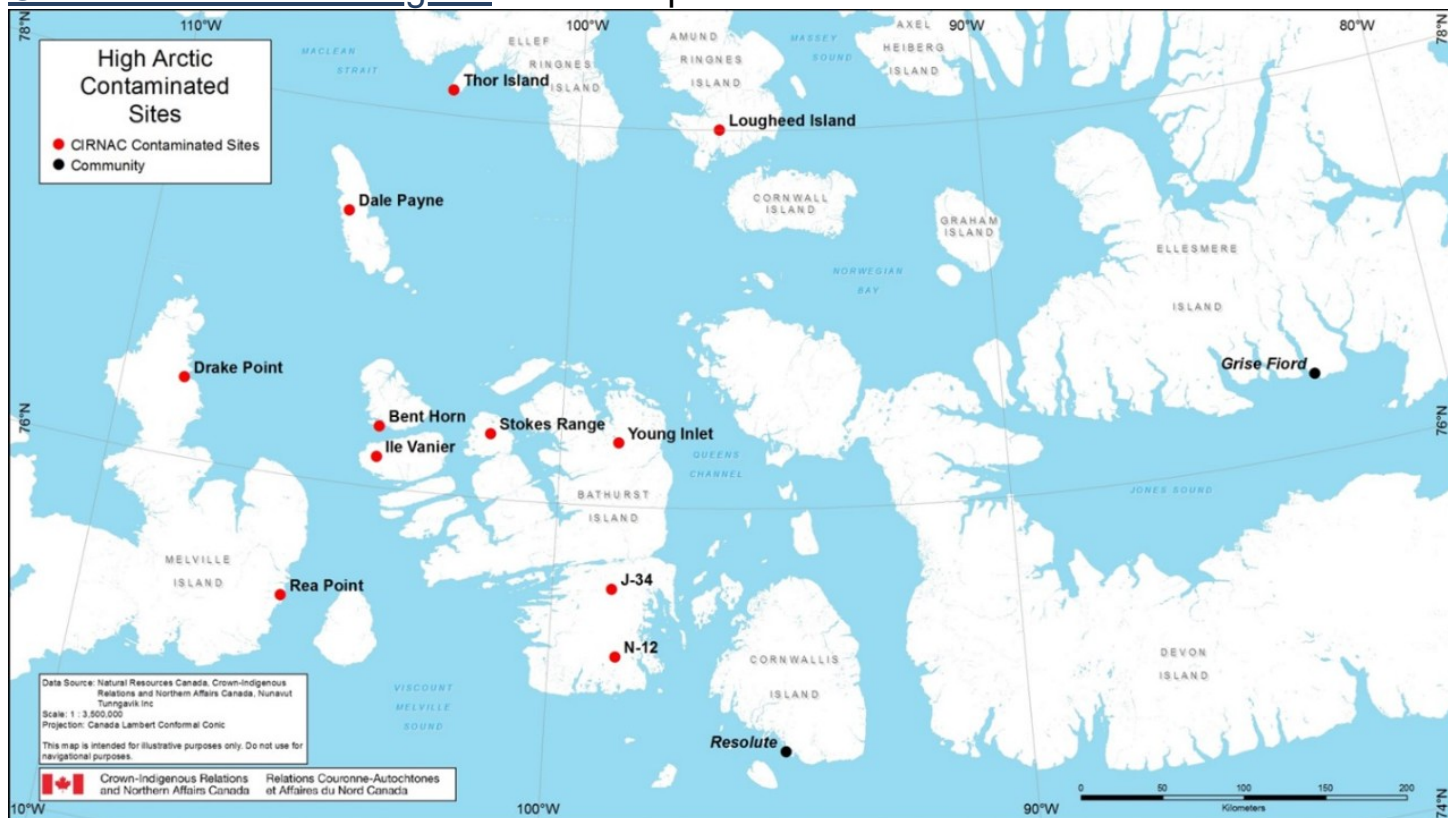 110°W
100°W
90°W
80°W
78°N
78°N
High Arctic
Contaminated
Sites
CIRNAC Contaminated Sites
Community
MACLEAN
STRAIT
ELLEF
RINGNES
ISLAND
AMUND
RINGNES
ISLAND
MASSEY
SOUND
AXEL
HEIBERG
ISLAND
Thor Island
Lougheed Island
Dale Payne
CORNWALL
ISLAND
GRAHAM
ISLAND
NORWEGIAN
BAY
ELLESMERE
ISLAND
Drake Point
Grise Fiord
76°N
76°N
Bent Horn
Ile Vanier
Stokes Range
Young Inlet
QUEENS
CHANNEL
BATHURST
ISLAND
JONES SOUND
MELVILLE
ISLAND
Rea Point
J-34
N-12
CORNWALLIS
ISLAND
DEVON
ISLAND
VISCOUNT
MELVILLE
SOUND
Resolute
Data Source: Natural Resources Canada, Crown-Indigenous
Relations and Northern Affairs Canada, Nunavut
Tunngavik Inc
Scale: 1 : 3,500,000
Projection: Canada Lambert Conformal Conic
This map is intended for illustrative purposes only. Do not use for
navigational purposes.
Crown-Indigenous Relations
and Northern Affairs Canada
Relations Couronne-Autochtones
et Affaires du Nord Canada
0 50 100 150 200
Kilometers
10°W
100°W
90°W
74°N